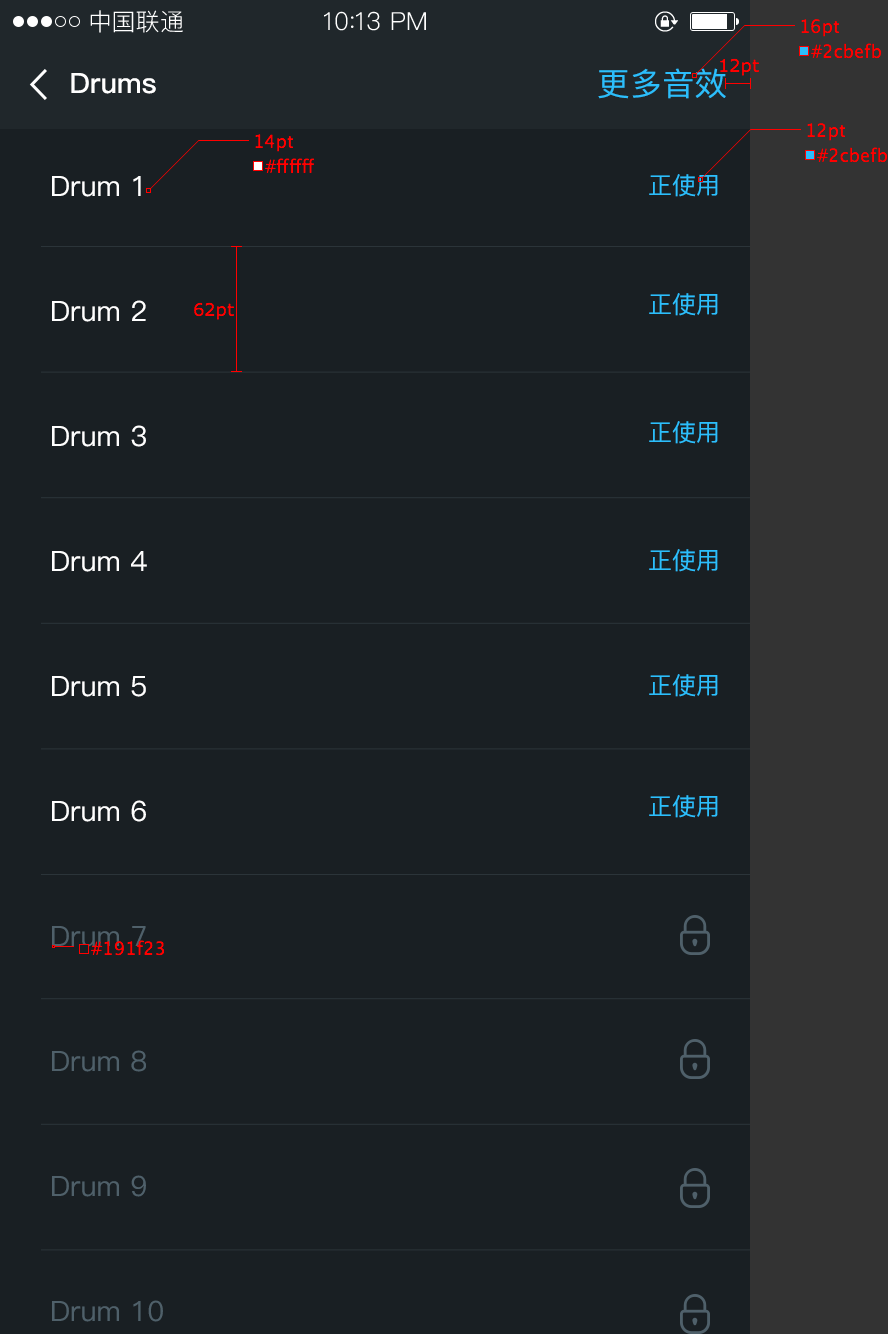 中国联通 10:13 PM
16pt
#2cbefb
Drums 更多音效 12pt
12pt
#2cbefb
14pt
#ffffff
Drum 1 正使用
62pt
Drum 2 正使用
Drum 3 正使用
Drum 4 正使用
Drum 5 正使用
Drum 6 正使用
Drum 7
#191f23
Drum 8
Drum 9
Drum 10